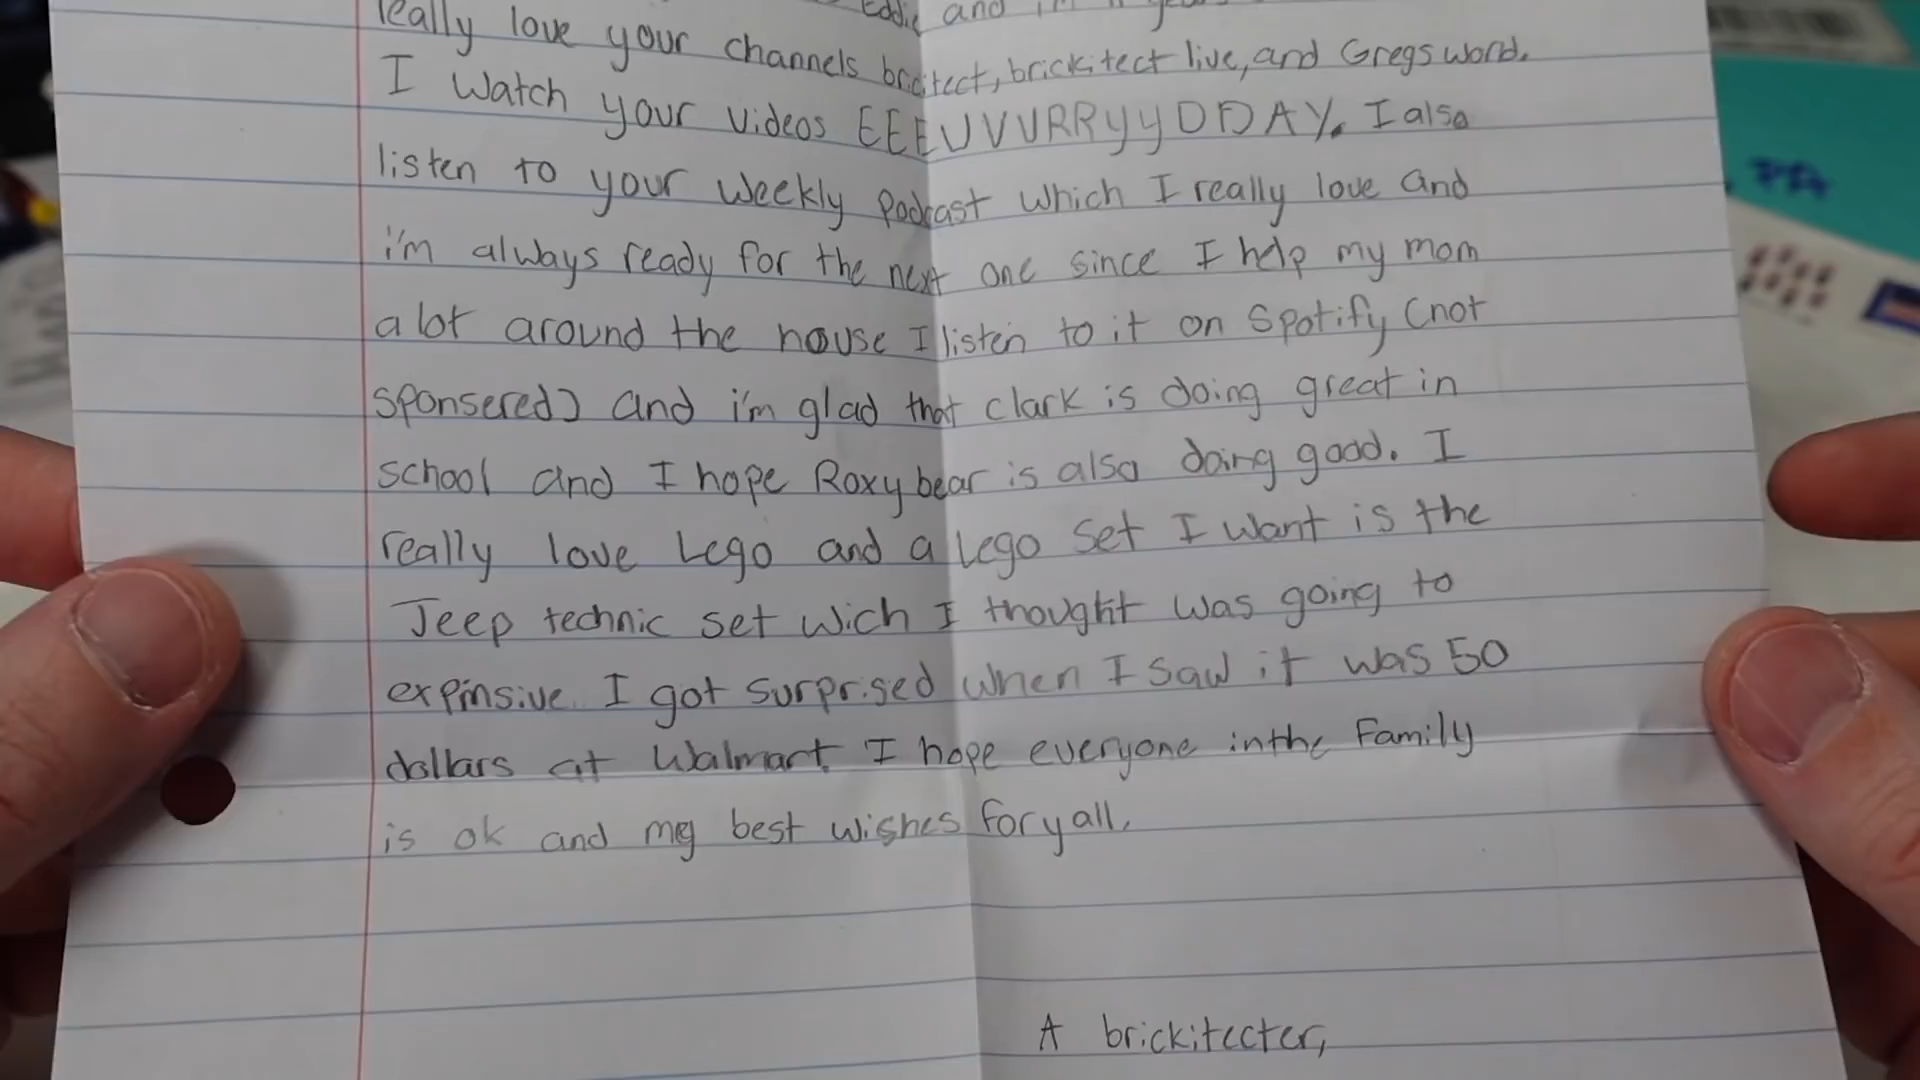 Eddie and i'm
really love your channels brcitect, brickitect live, and Gregs world.
I watch your videos EEEUVVURRyyDDAY. I also
listen to your weekly podcast which I really love and
i'm always ready for the next one since I help my mom
a lot around the house I listen to it on Spotify (not
sponsered) and i'm glad that clark is doing great in
school and I hope Roxy bear is also doing good. I
really love Lego and a Lego set I want is the
Jeep technic set wich I thought was going to
expinsive. I got surprised when I saw it was 50
dollars at Walmart. I hope everyone in the family
is ok and my best wishes for y all.
A brickitecter,